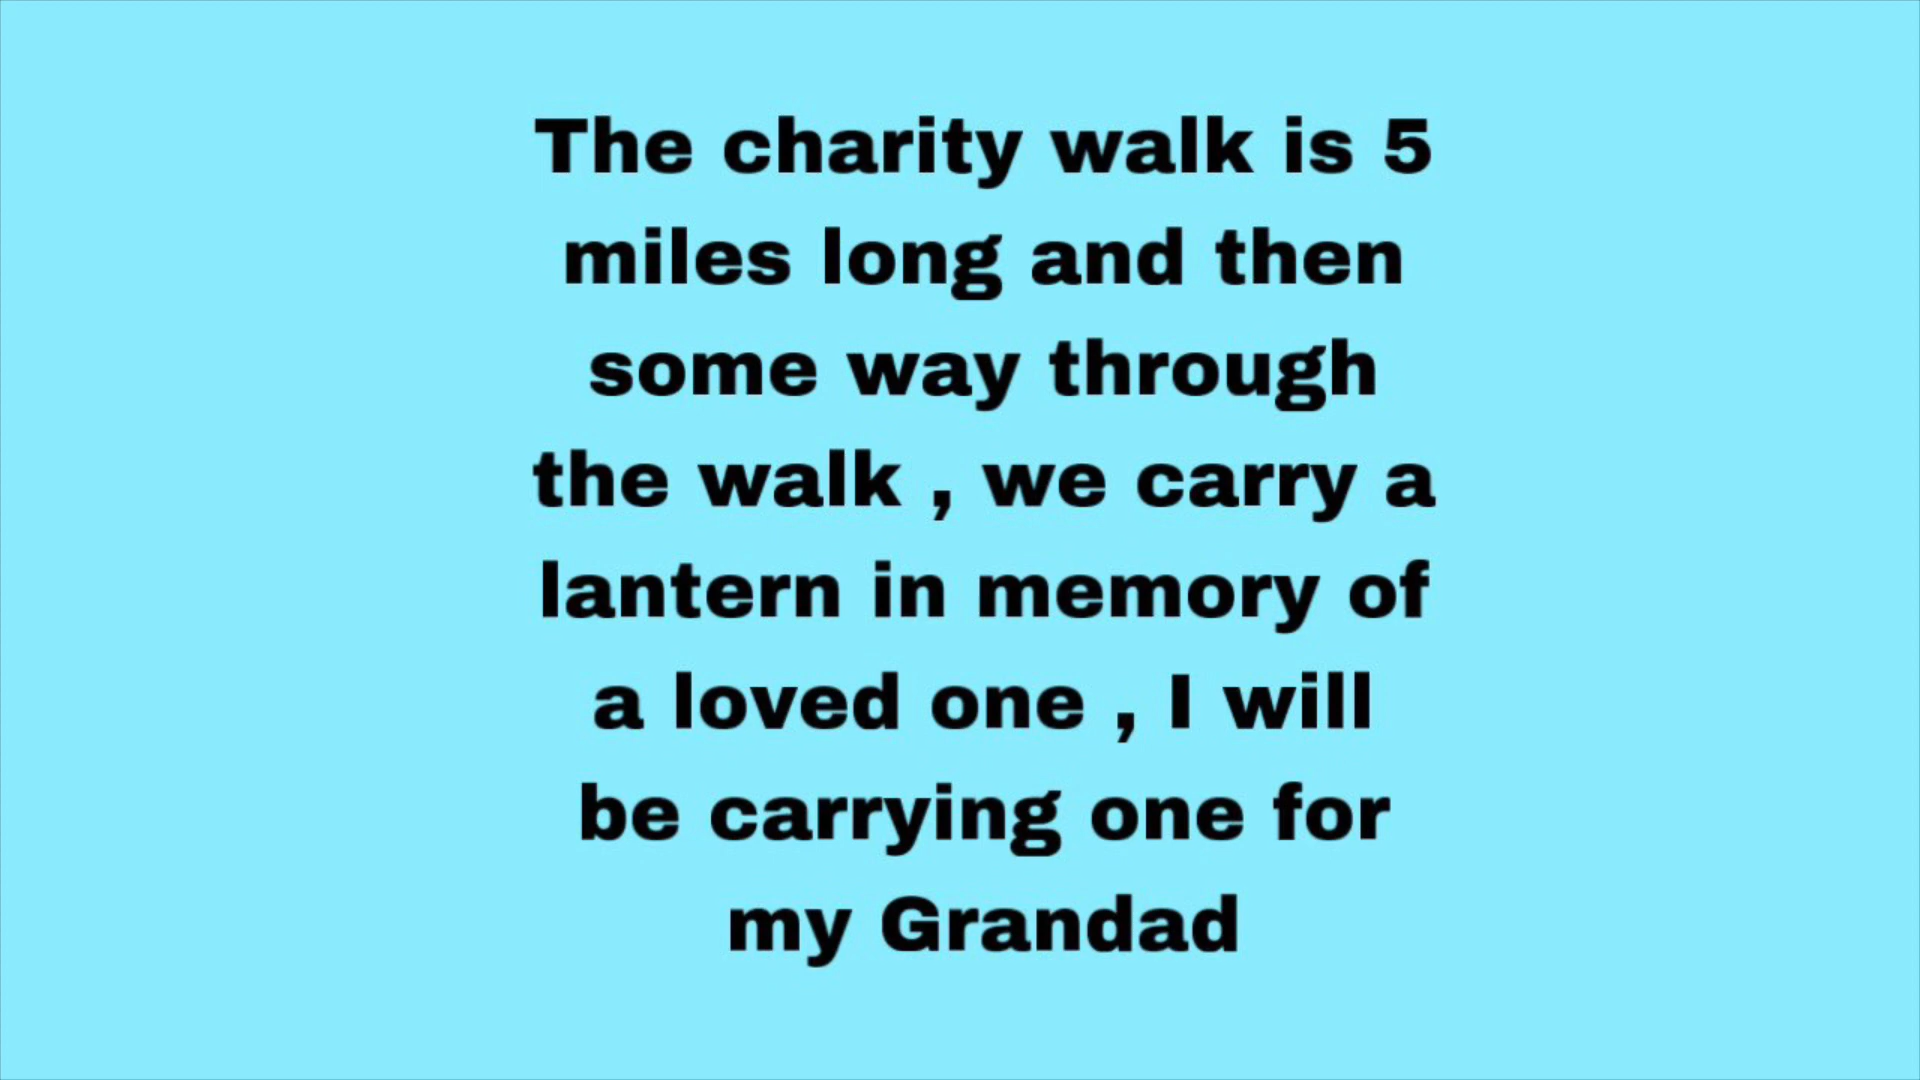 The charity walk is 5
miles long and then
some way through
the walk , we carry a
lantern in memory of
a loved one , I will
be carrying one for
my Grandad